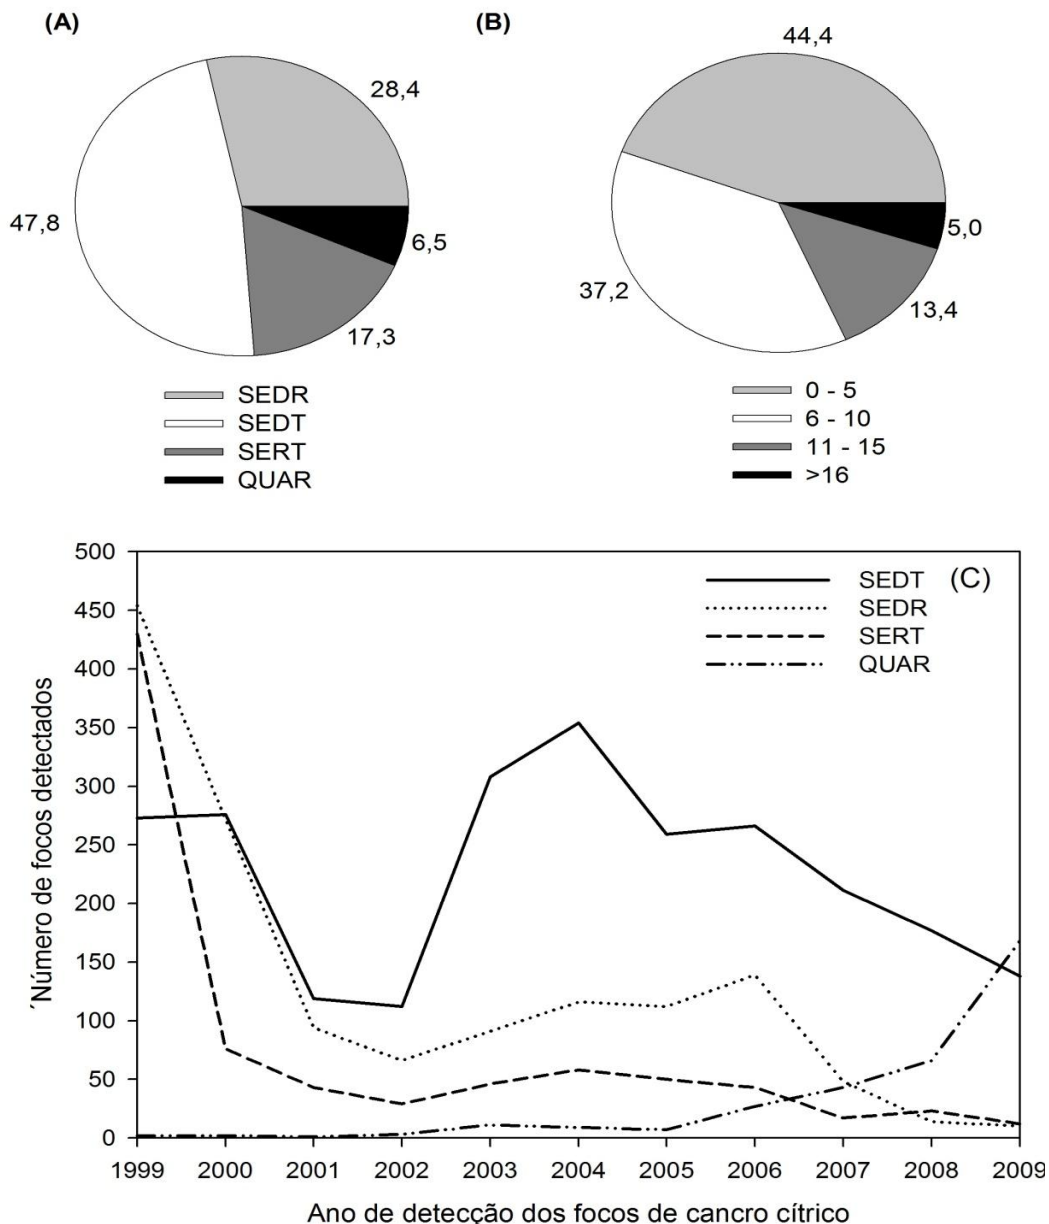 (A)
28,4
47,8
6,5
17,3
SEDR
SEDT
SERT
QUAR
(B)
44,4
5,0
37,2
13,4
0 - 5
6 - 10
11 - 15
>16
(C)
SEDT
SEDR
SERT
QUAR
´Número de focos detectados
500
450
400
350
300
250
200
150
100
50
0
1999 2000 2001 2002 2003 2004 2005 2006 2007 2008 2009
Ano de detecção dos focos de cancro cítrico